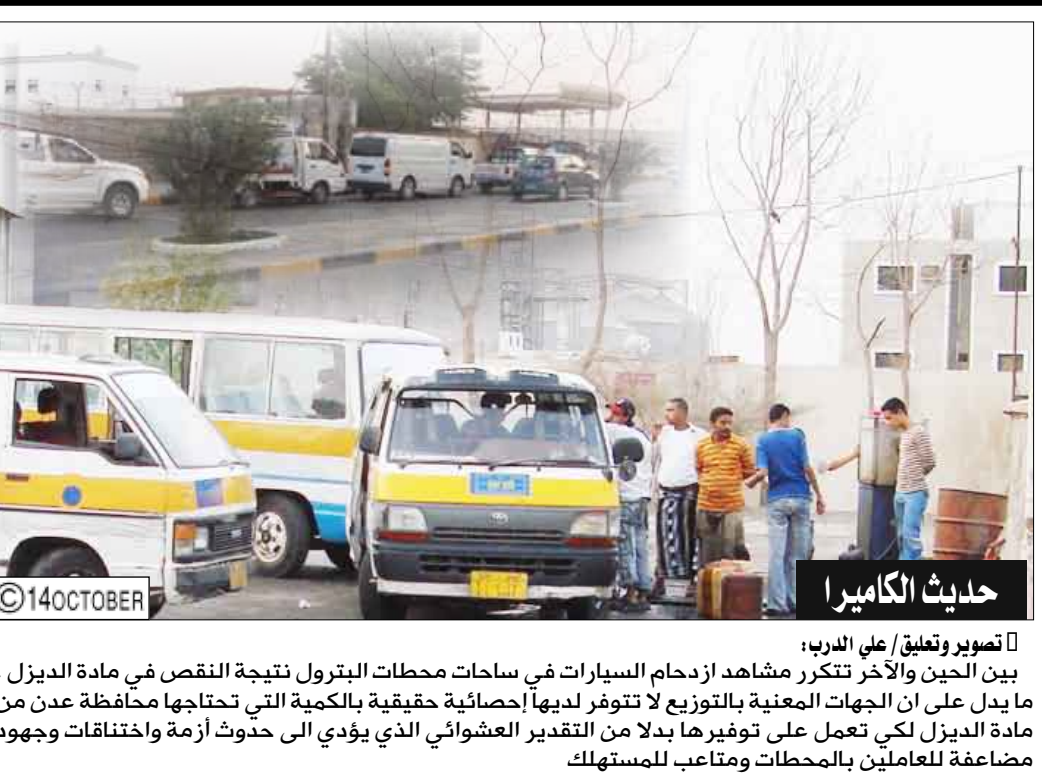 ©14OCTOBER
حديث الكاميرا
تصوير وتعليق/ علي الدرب:
بين الحين والآخر تتكرر مشاهد ازدحام السيارات في ساحات محطات البترول نتيجة النقص في مادة الديزل
ما يدل على ان الجهات المعنية بالتوزيع لا تتوفر لديها إحصائية حقيقية بالكمية التي تحتاجها محافظة عدن من
مادة الديزل لكي تعمل على توفيرها بدلا من التقدير العشوائي الذي يؤدي الى حدوث أزمة واختناقات وجهود
مضاعفة للعاملين بالمحطات ومتاعب للمستهلك